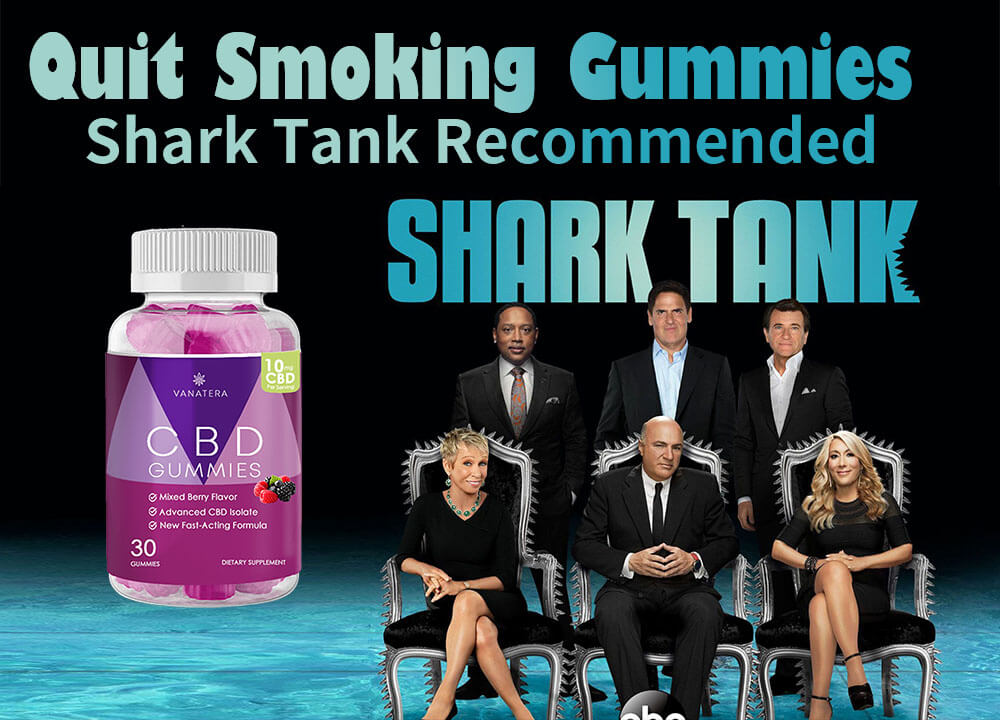 Quit Smoking Gummies
Shark Tank Recommended
SHARK TANK
10mg
CBD
Per Serving
VANATERA
CBD
GUMMIES
Mixed Berry Flavor
Advanced CBD Isolate
New Fast-Acting Formula
30
GUMMIES
DIETARY SUPPLEMENT
abc